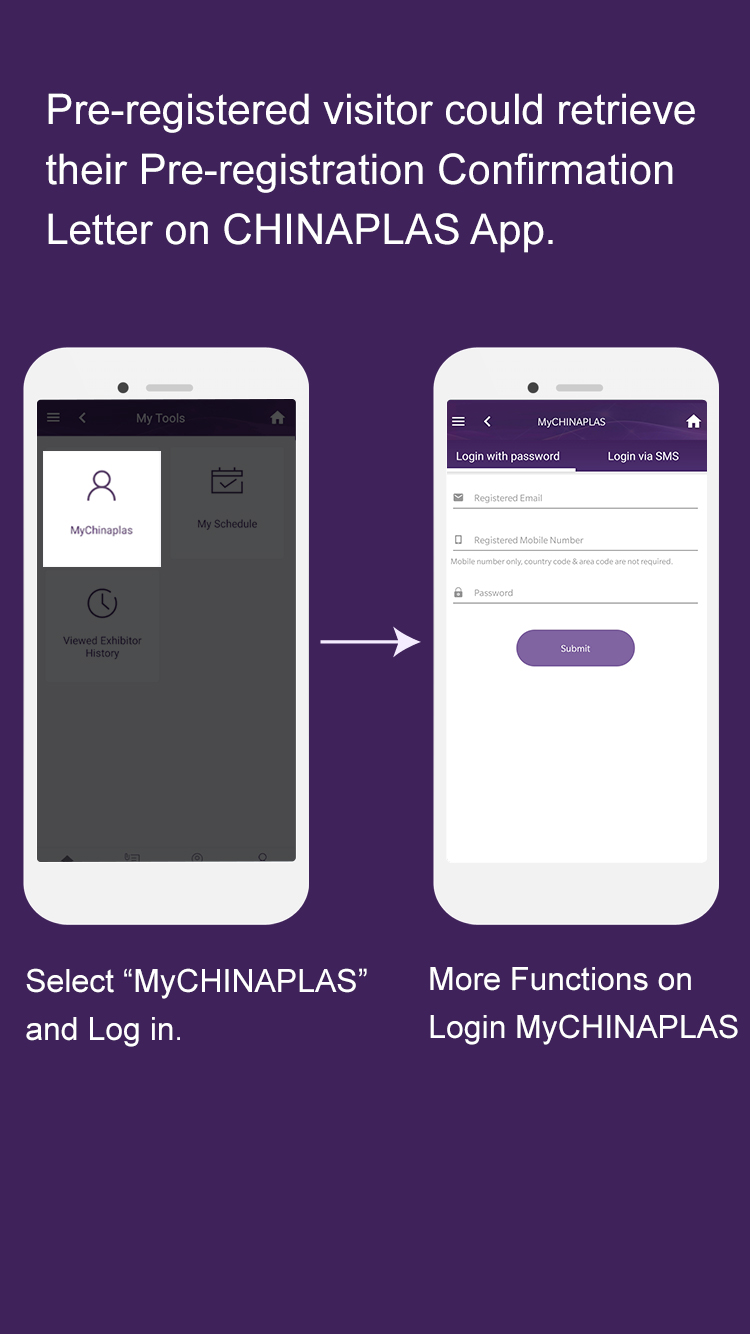 Pre-registered visitor could retrieve
their Pre-registration Confirmation
Letter on CHINAPLAS App.
My Tools
MyChinaplas
My Schedule
Viewed Exhibitor
History
MyCHINAPLAS
Login with password
Login via SMS
Registered Email
Registered Mobile Number
Mobile number only, country code & area code are not required.
Password
Submit
Select “MyCHINAPLAS”
and Log in.
More Functions on
Login MyCHINAPLAS